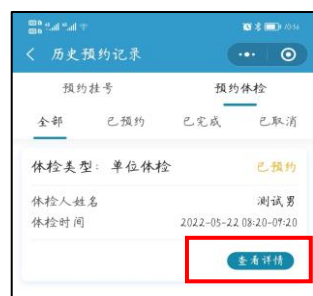 历史预约记录
预约挂号 预约体检
全部 已预约 已完成 已取消
体检类型： 单位体检 已预约
体检人姓名 测试男
体检时间 2022-05-22 08:20-09:20
查看详情